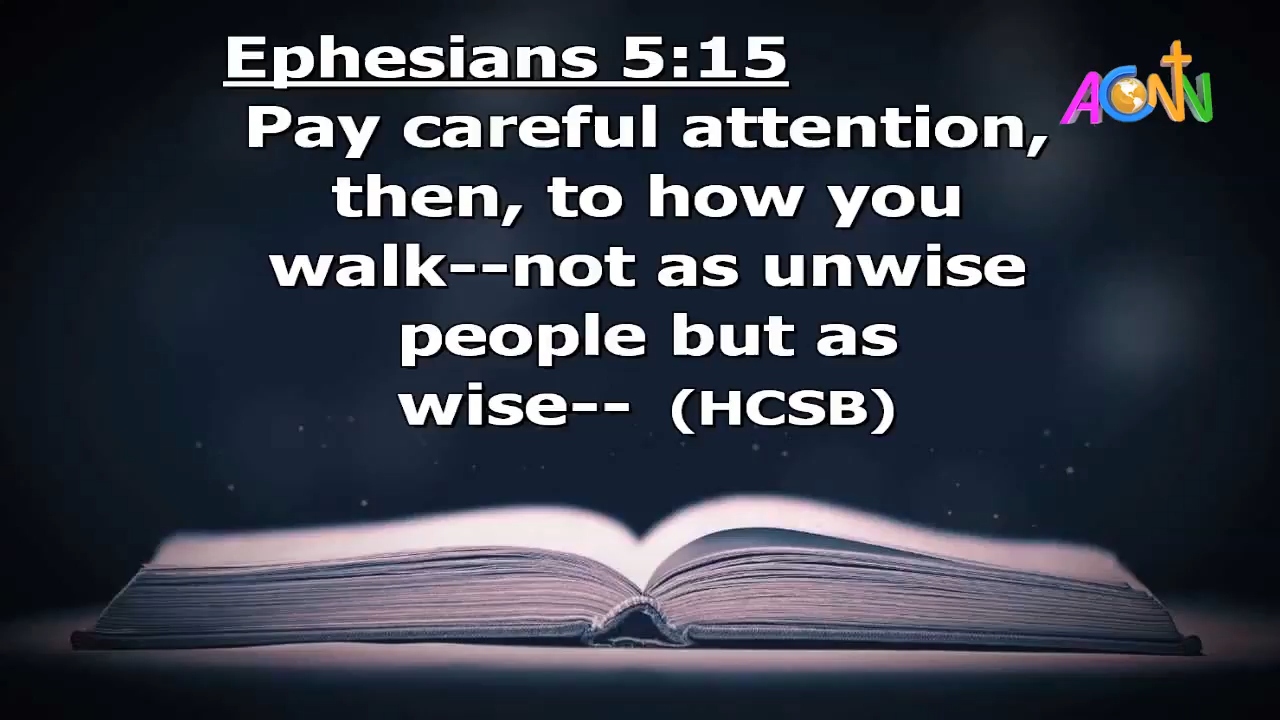 Ephesians 5:15
ACNN
Pay careful attention,
then, to how you
walk--not as unwise
people but as
wise-- (HCSB)